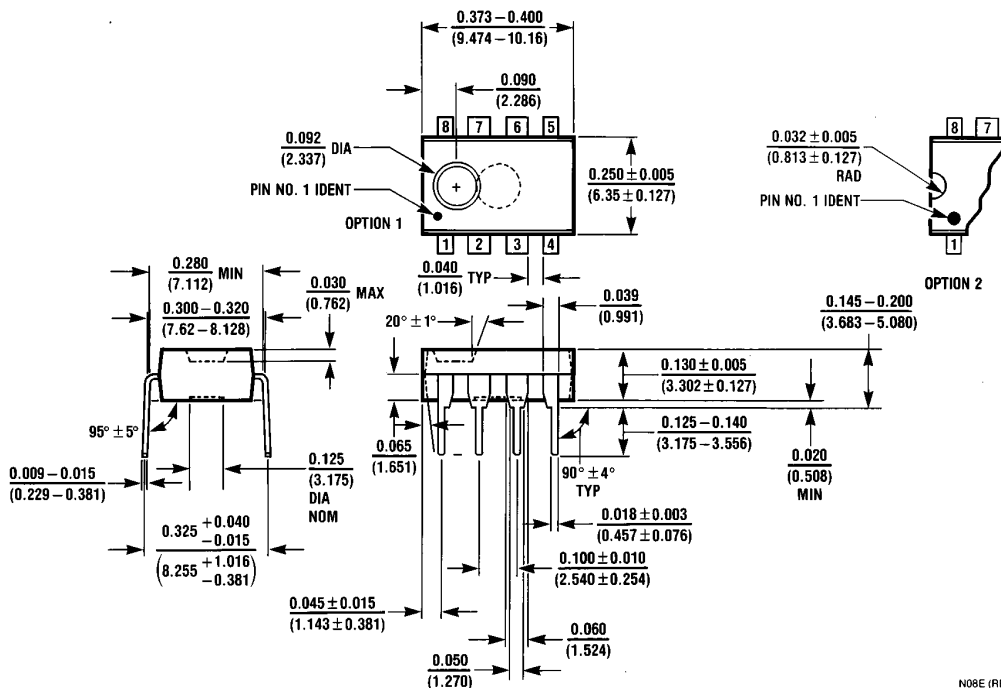 0.373 – 0.400
(9.474 – 10.16)
0.090
(2.286)
8 7 6 5
0.092
(2.337)
DIA
PIN NO. 1 IDENT
OPTION 1
0.250 ± 0.005
(6.35 ± 0.127)
1 2 3 4
0.032 ± 0.005
(0.813 ± 0.127)
RAD
PIN NO. 1 IDENT
8 7
1
OPTION 2
0.280
(7.112)
MIN
0.300 – 0.320
(7.62 – 8.128)
0.030
(0.762)
MAX
0.040
(1.016)
TYP
20° ± 1°
0.039
(0.991)
0.145 – 0.200
(3.683 – 5.080)
0.130 ± 0.005
(3.302 ± 0.127)
95° ± 5°
0.009 – 0.015
(0.229 – 0.381)
0.125
(3.175)
DIA
NOM
0.325 +0.040 −0.015
(8.255 +1.016 −0.381)
0.065
(1.651)
90° ± 4°
TYP
0.125 – 0.140
(3.175 – 3.556)
0.020
(0.508)
MIN
0.018 ± 0.003
(0.457 ± 0.076)
0.100 ± 0.010
(2.540 ± 0.254)
0.045 ± 0.015
(1.143 ± 0.381)
0.060
(1.524)
0.050
(1.270)